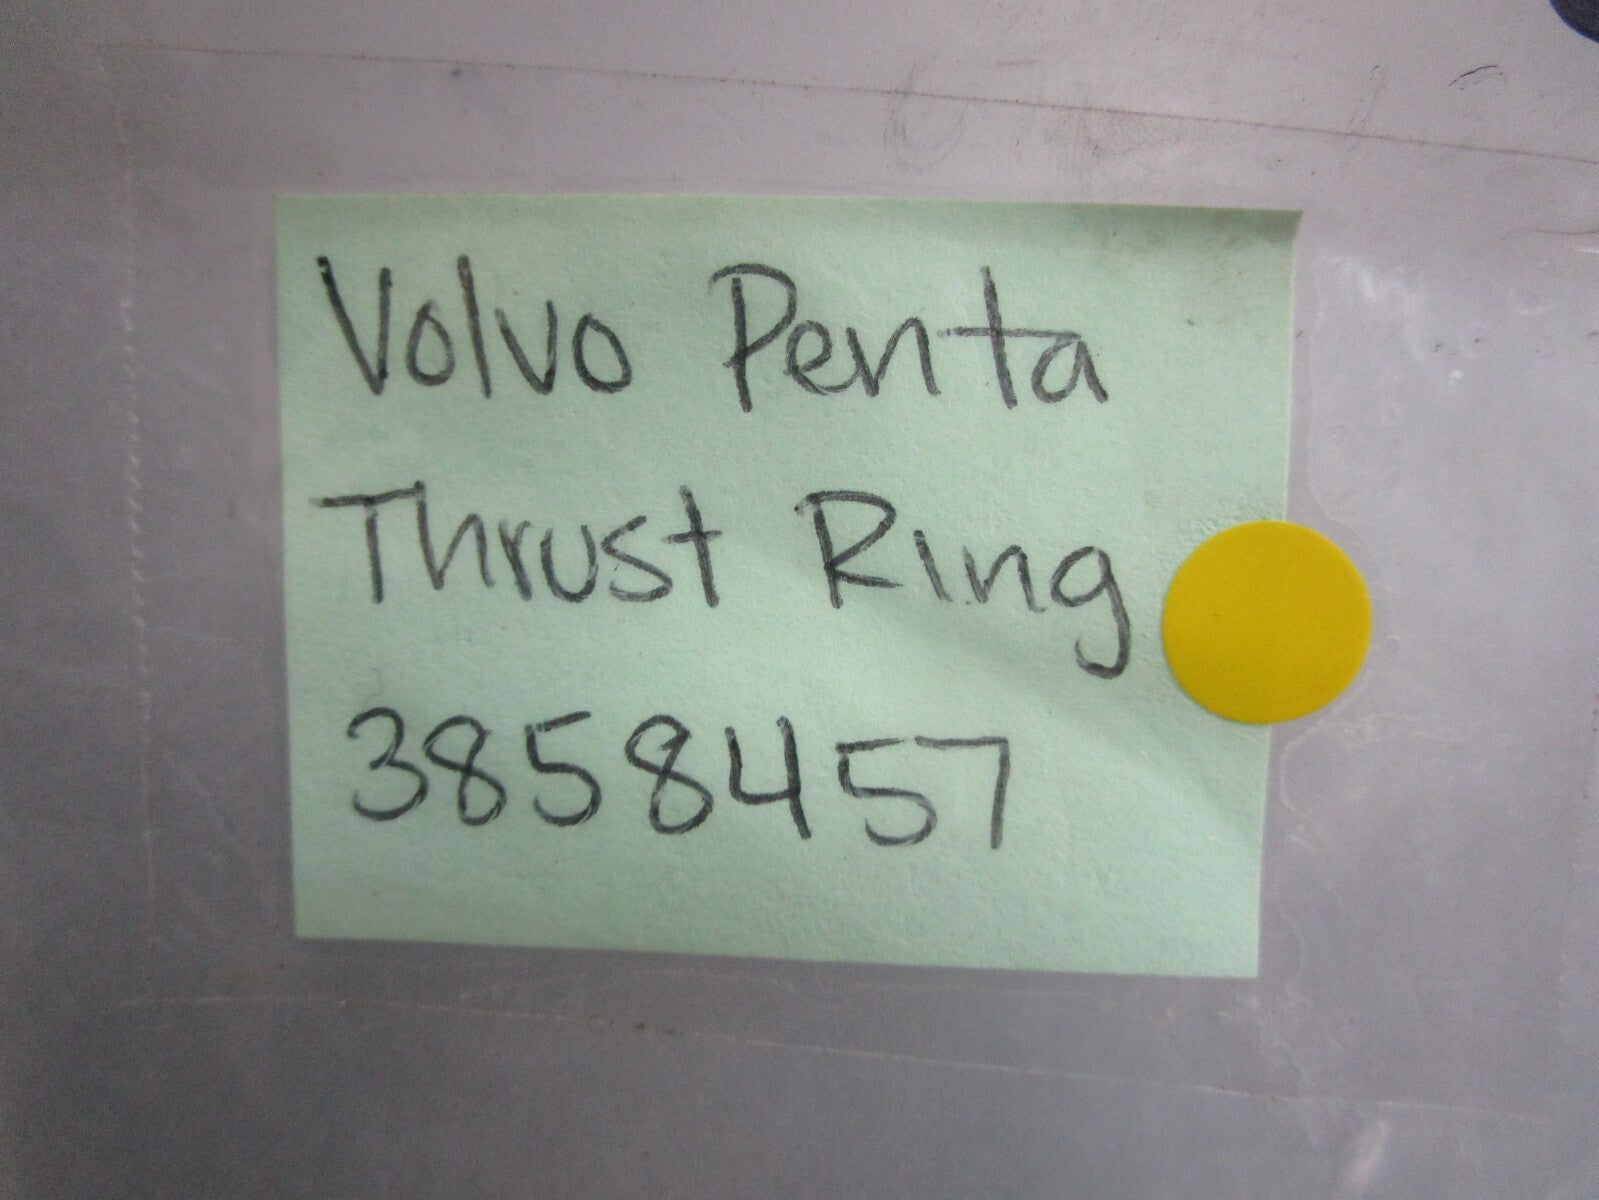 Volvo Penta
Thrust Ring
3858457